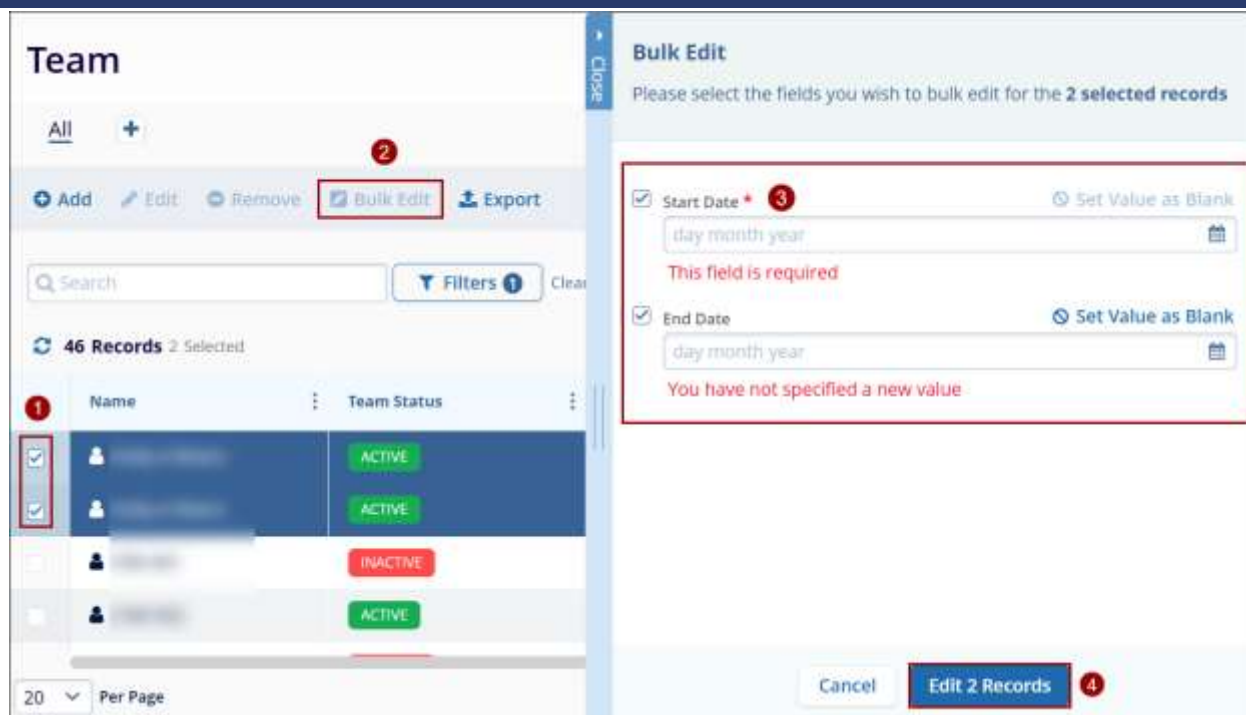 Team
All +
2
Add Edit Remove Bulk Edit Export
Search Filters 1
46 Records 2 Selected
1 Name Team Status
ACTIVE
ACTIVE
INACTIVE
ACTIVE
20 Per Page
Close
Bulk Edit
Please select the fields you wish to bulk edit for the 2 selected records
Start Date * 3 Set Value as Blank
day month year
This field is required
End Date Set Value as Blank
day month year
You have not specified a new value
Cancel Edit 2 Records 4